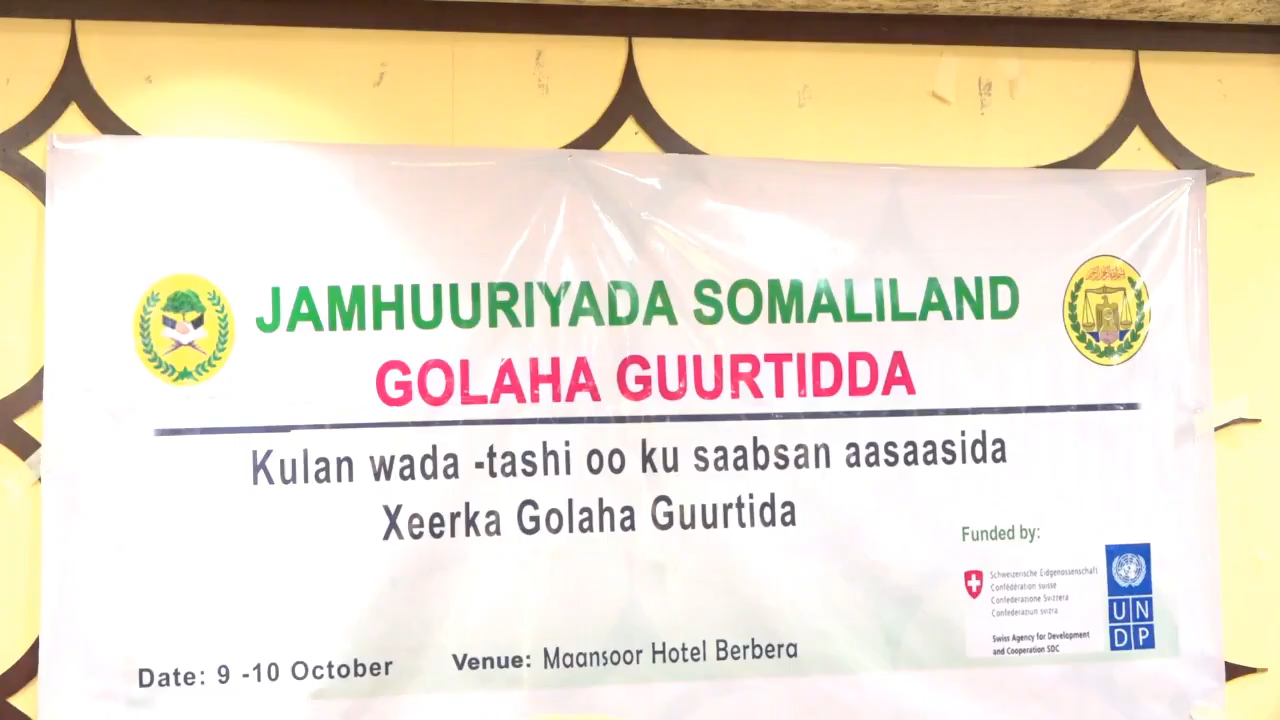 JAMHUURIYADA SOMALILAND
GOLAHA GUURTIDDA
Kulan wada -tashi oo ku saabsan aasaasida
Xeerka Golaha Guurtida
Funded by:
Schweizerische Eidgenossenschaft
Confédération suisse
Confederazione Svizzera
Confederaziun svizra
Swiss Agency for Development
and Cooperation SDC
UN
DP
Date: 9 -10 October
Venue: Maansoor Hotel Berbera